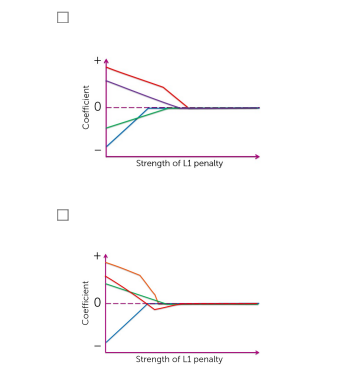 +
0
−
Coefficient
Strength of L1 penalty
+
0
−
Coefficient
Strength of L1 penalty